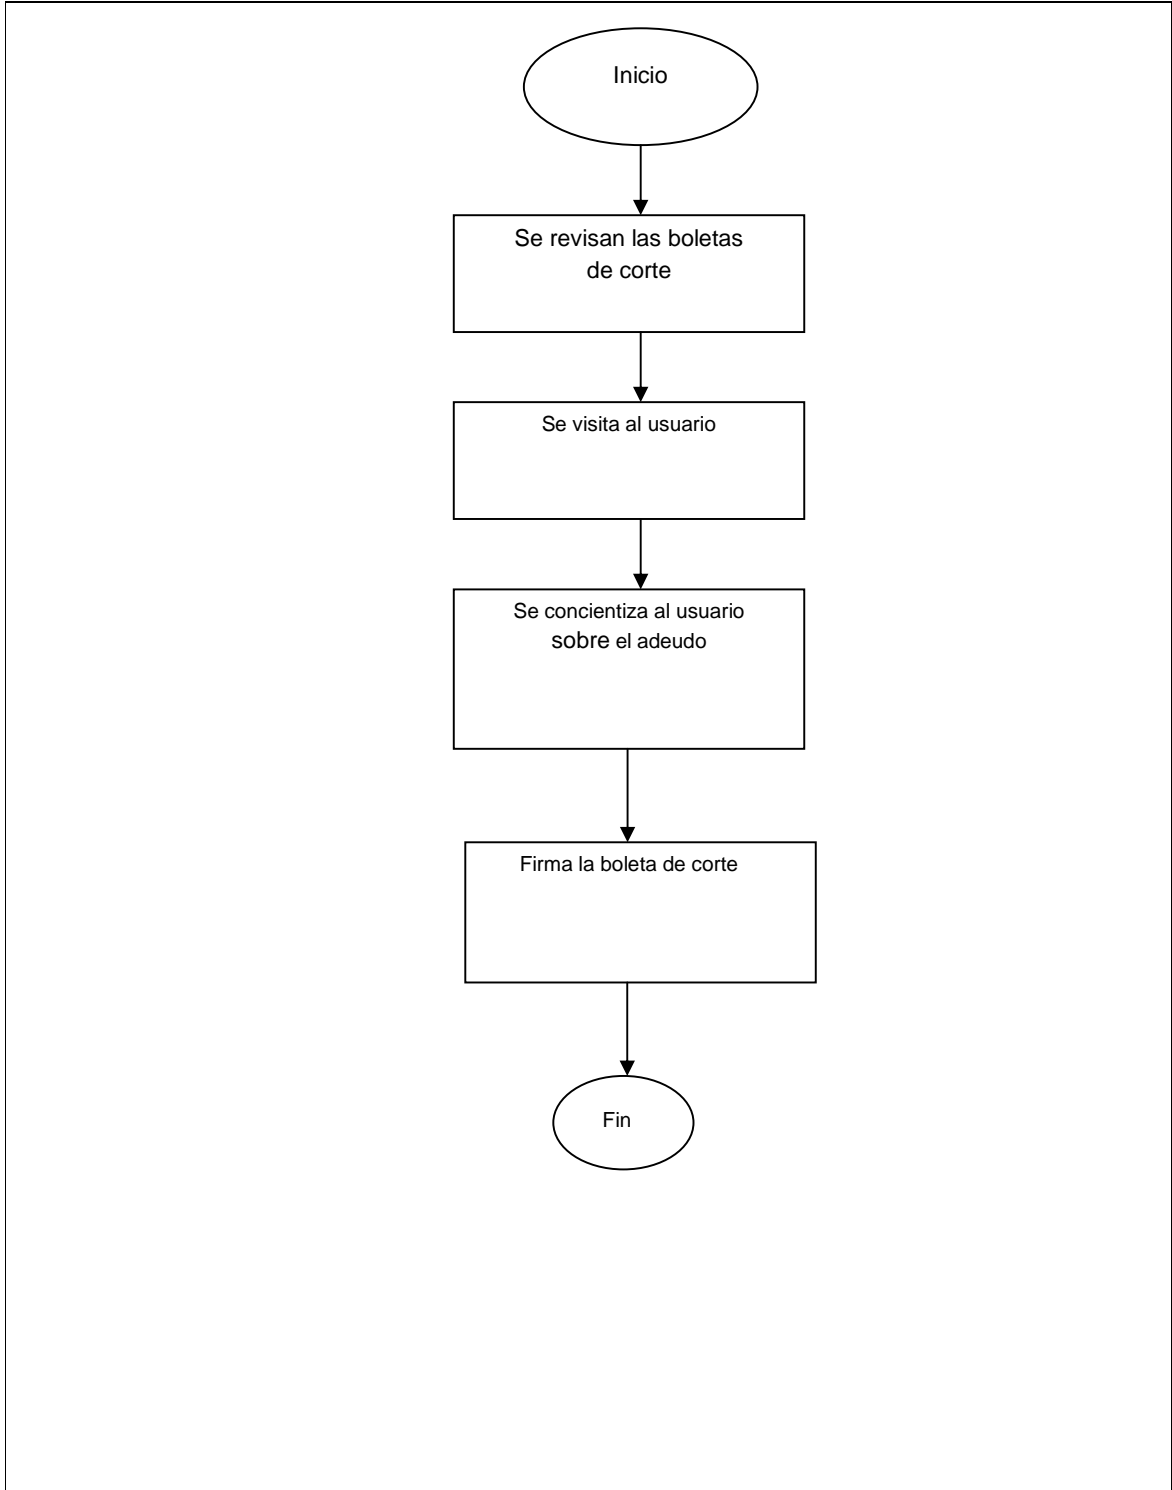 Inicio
Se revisan las boletas
de corte
Se visita al usuario
Se concientiza al usuario
sobre el adeudo
Firma la boleta de corte
Fin